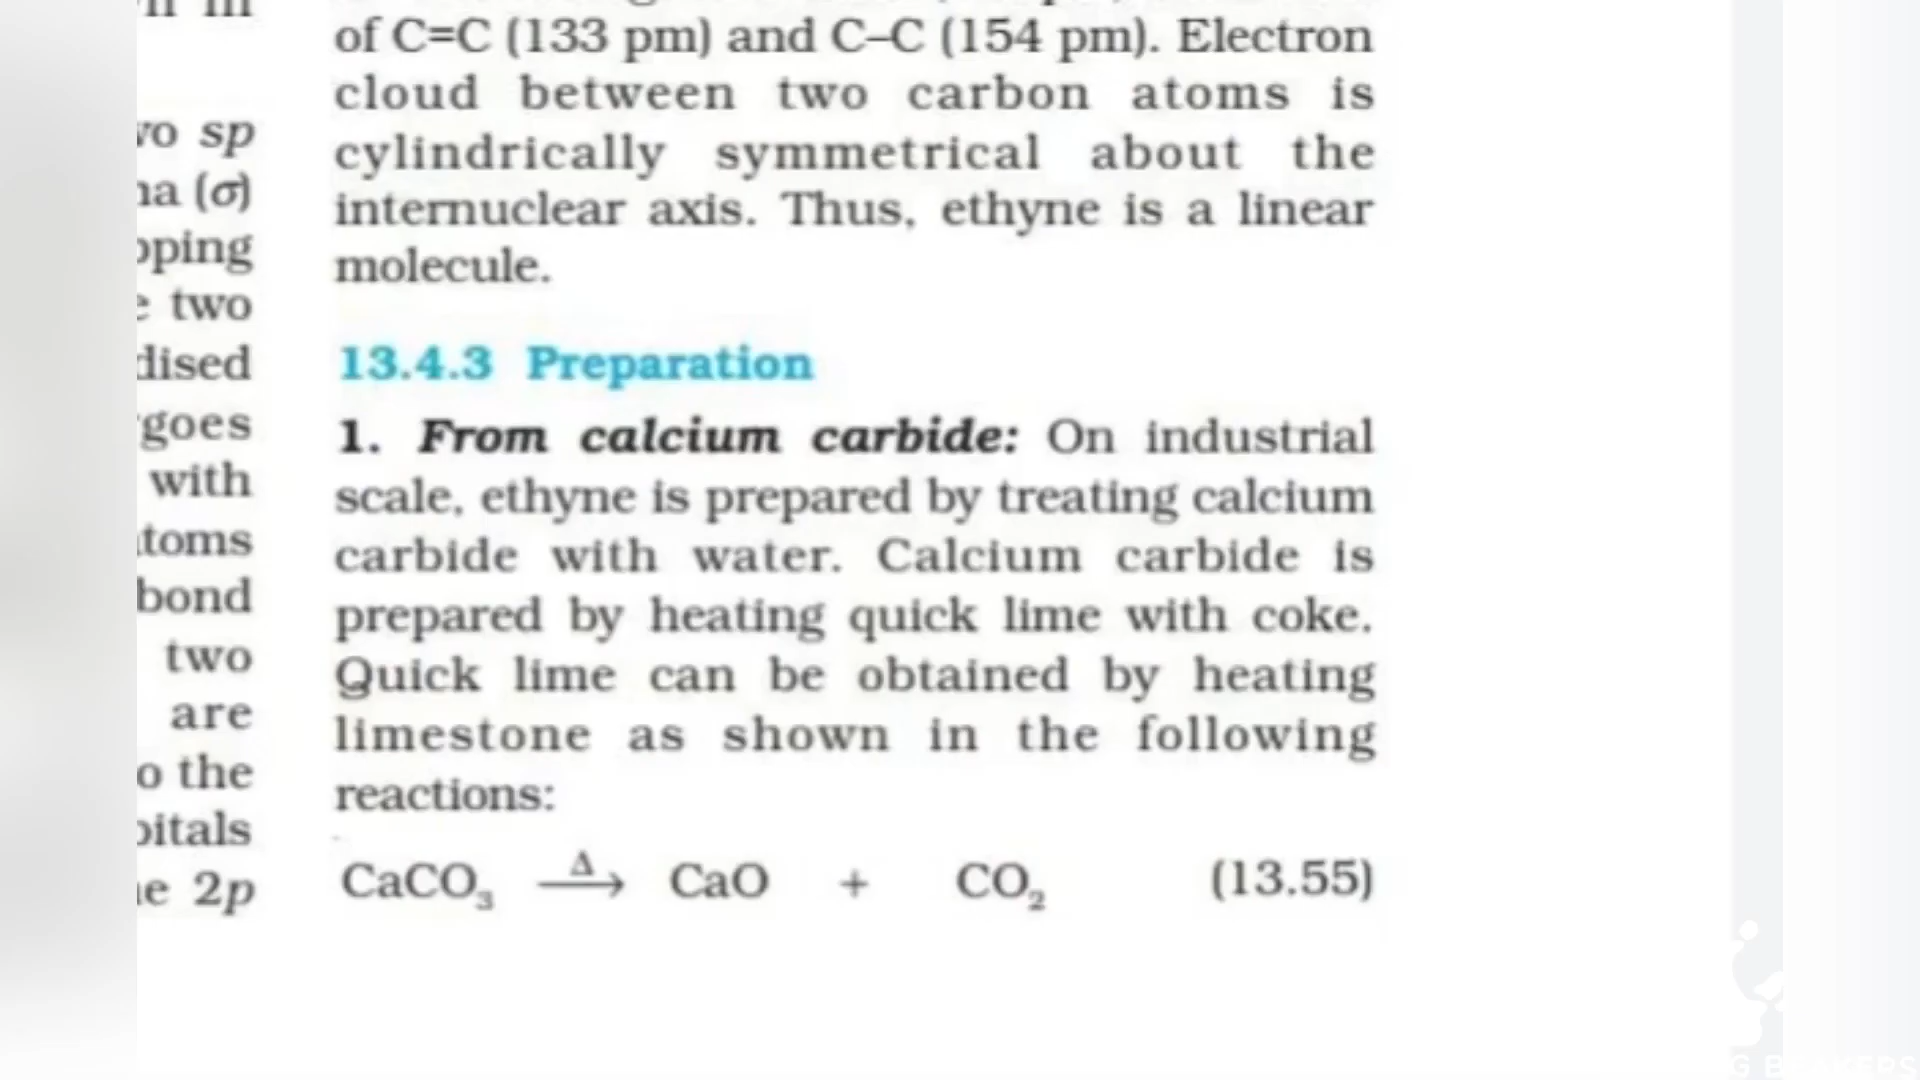 vo sp
(σ)
pping
two
dised
goes
with
toms
bond
two
are
o the
bitals
2p
of C=C (133 pm) and C–C (154 pm). Electron
cloud between two carbon atoms is
cylindrically symmetrical about the
internuclear axis. Thus, ethyne is a linear
molecule.
13.4.3 Preparation
1. From calcium carbide: On industrial
scale, ethyne is prepared by treating calcium
carbide with water. Calcium carbide is
prepared by heating quick lime with coke.
Quick lime can be obtained by heating
limestone as shown in the following
reactions:
CaCO₃ —Δ→ CaO + CO₂ (13.55)